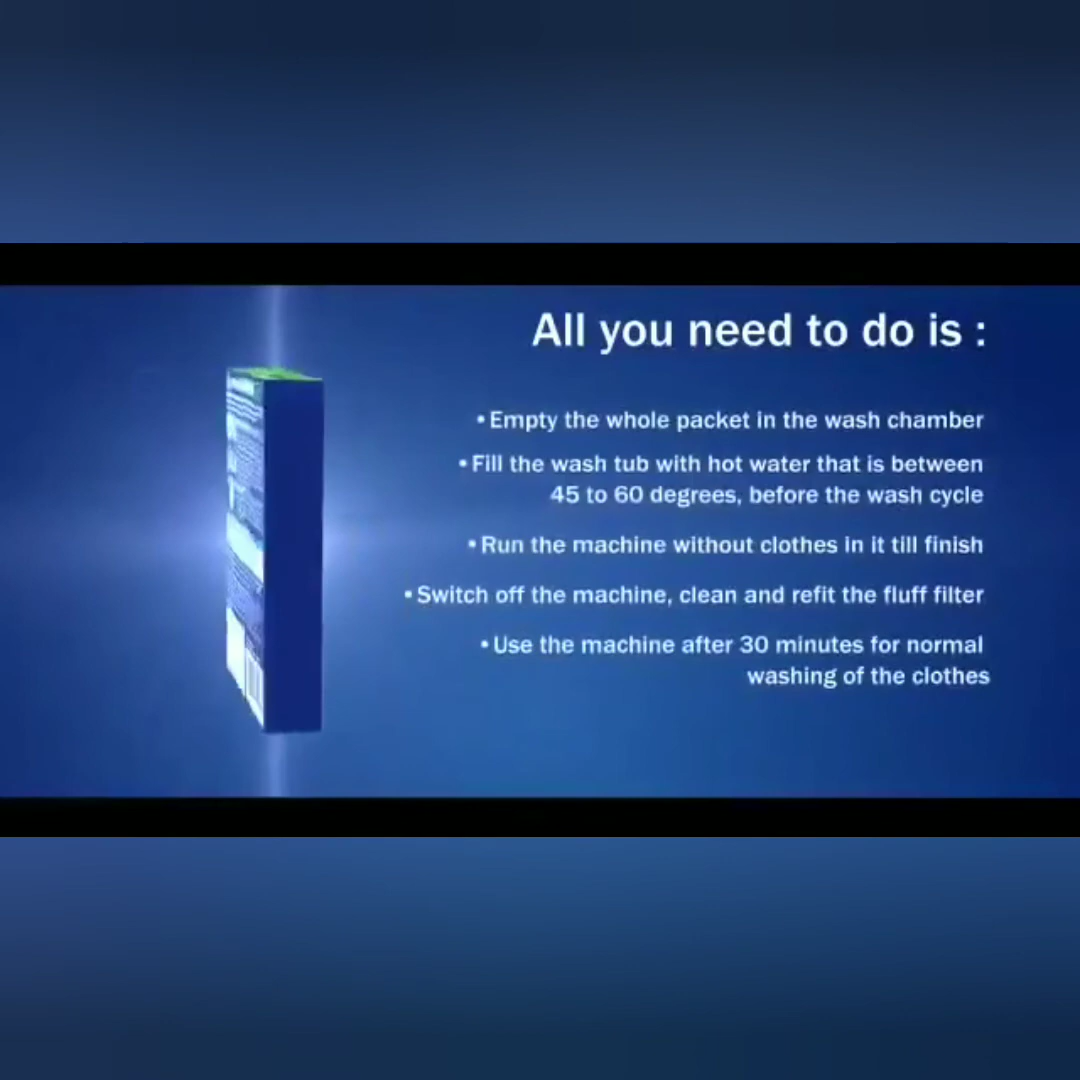 All you need to do is :
• Empty the whole packet in the wash chamber
• Fill the wash tub with hot water that is between
45 to 60 degrees, before the wash cycle
• Run the machine without clothes in it till finish
• Switch off the machine, clean and refit the fluff filter
• Use the machine after 30 minutes for normal
washing of the clothes